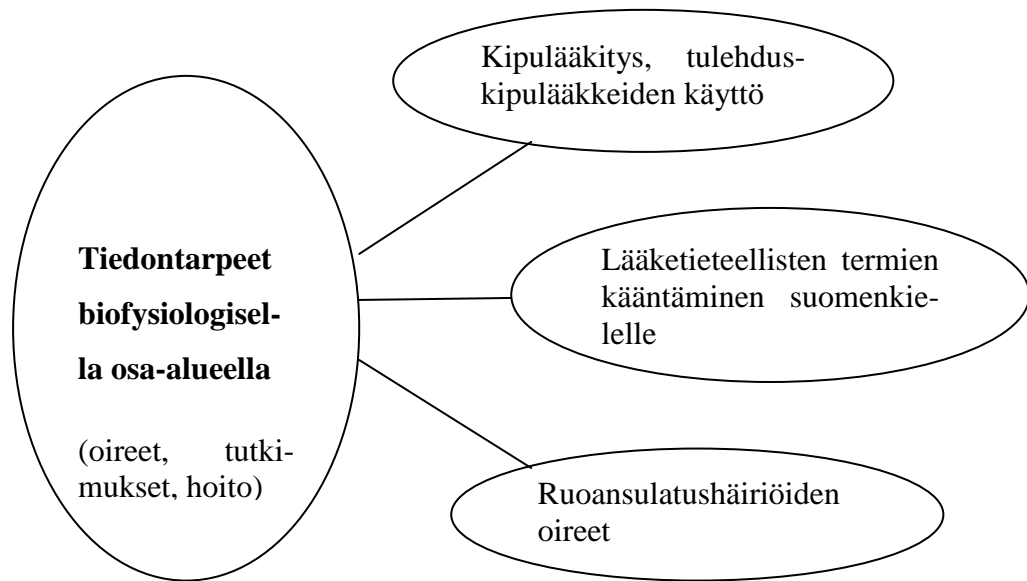 Kipulääkitys, tulehdus-
kipulääkkeiden käyttö
Tiedontarpeet
biofysiologisel-
la osa-alueella
(oireet, tutki-
mukset, hoito)
Lääketieteellisten termien
kääntäminen suomenkie-
lelle
Ruoansulatushäiriöiden
oireet